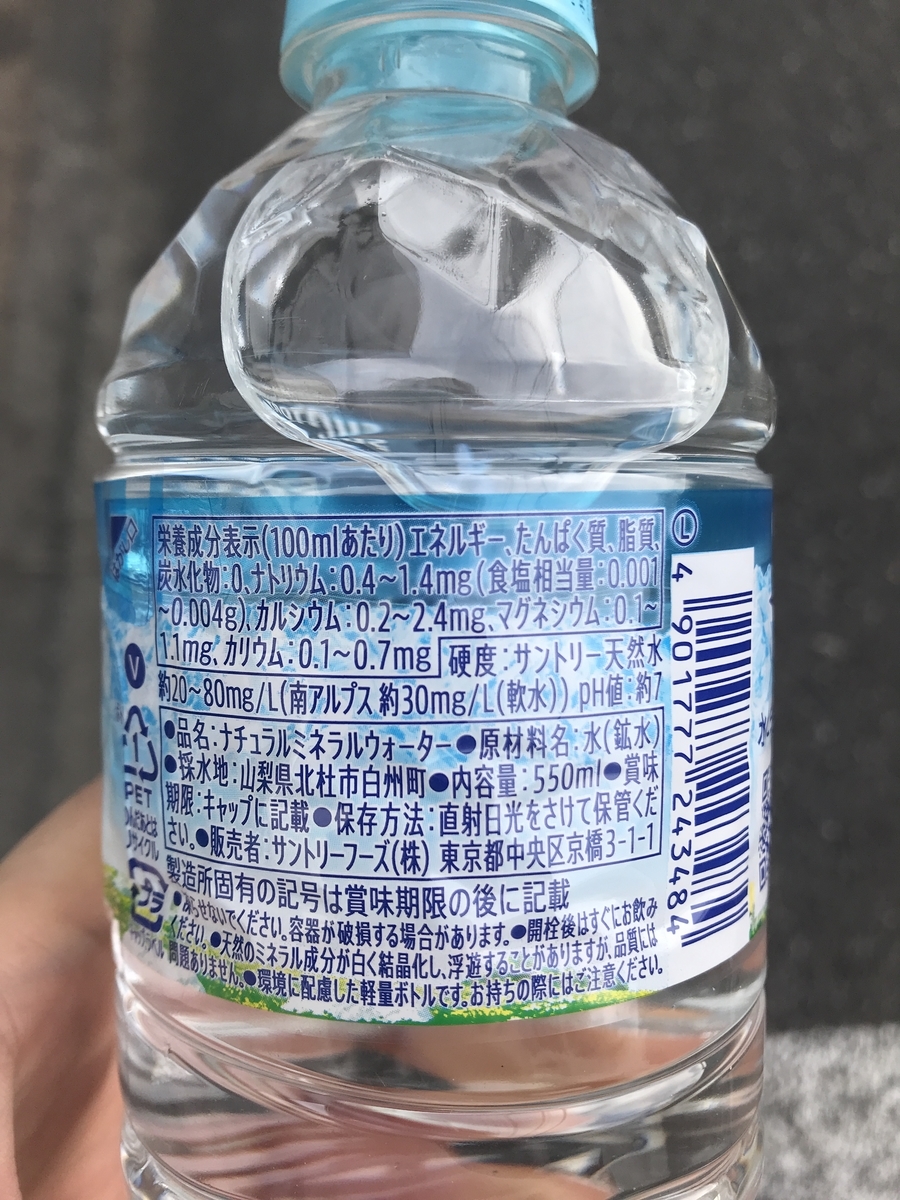 栄養成分表示(100mlあたり)エネルギー、たんぱく質、脂質、
炭水化物:0、ナトリウム:0.4~1.4mg(食塩相当量:0.001
~0.004g)、カルシウム:0.2~2.4mg、マグネシウム:0.1~
1.1mg、カリウム:0.1~0.7mg
硬度:サントリー天然水
約20~80mg/L(南アルプス 約30mg/L(軟水)) pH値:約7
●品名:ナチュラルミネラルウォーター●原材料名:水(鉱水)
●採水地:山梨県北杜市白州町●内容量:550ml●賞味
期限:キャップに記載●保存方法:直射日光をさけて保管くだ
さい。●販売者:サントリーフーズ(株) 東京都中央区京橋3-1-1
製造所固有の記号は賞味期限の後に記載
らせないでください。容器が破損する場合があります。●開栓後はすぐにお飲み
ください。●天然のミネラル成分が白く結晶化し、浮遊することがありますが、品質には
問題ありません。●環境に配慮した軽量ボトルです。お持ちの際にはご注意ください。
V
1
PET
のんだあとは
リサイクル
プラ
L
4 901777 243484